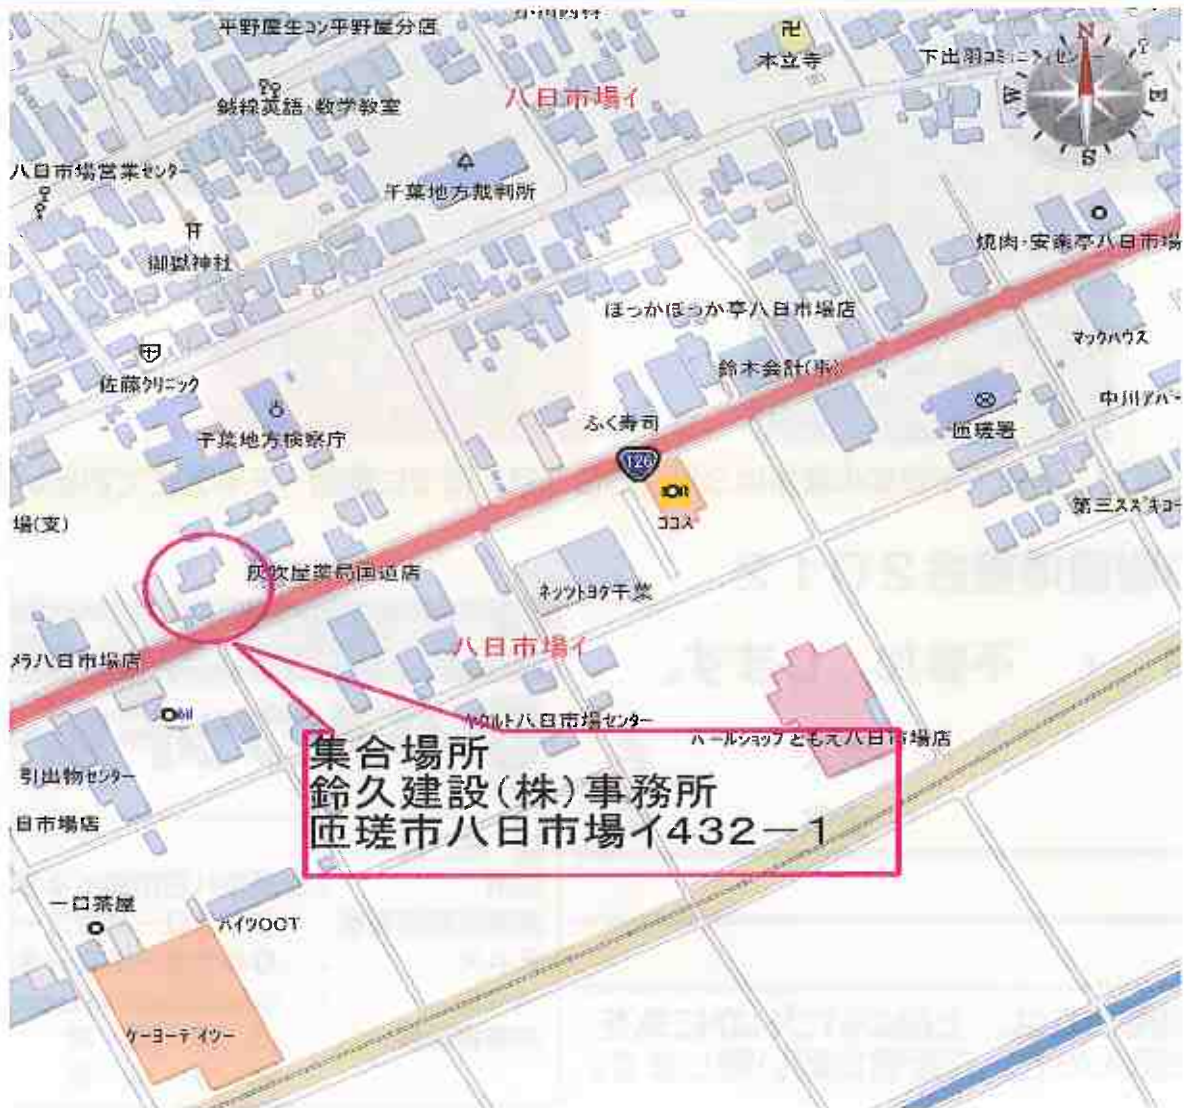 平野屋生コン平野屋分店
本立寺
下出羽コミュニティセンター
N
鍼線英語・数学教室
八日市場イ
W
E
S
八日市場営業センター
千葉地方裁判所
御嶽神社
焼肉・安楽亭八日市場
ほっかほっか亭八日市場店
マックハウス
佐藤クリニック
鈴木会計(事)
中川アパー
千葉地方検察庁
ふく寿司
匝瑳署
126
ココス
第三スズキコー
場(支)
灰吹屋薬局国道店
ネッツトヨタ千葉
八日市場イ
メラ八日市場店
ヤクルト八日市場センター
パールショップともえ八日市場店
引出物センター
日市場店
集合場所
鈴久建設(株)事務所
匝瑳市八日市場イ432-1
一口茶屋
ハイツOCT
ケーヨーデイツー